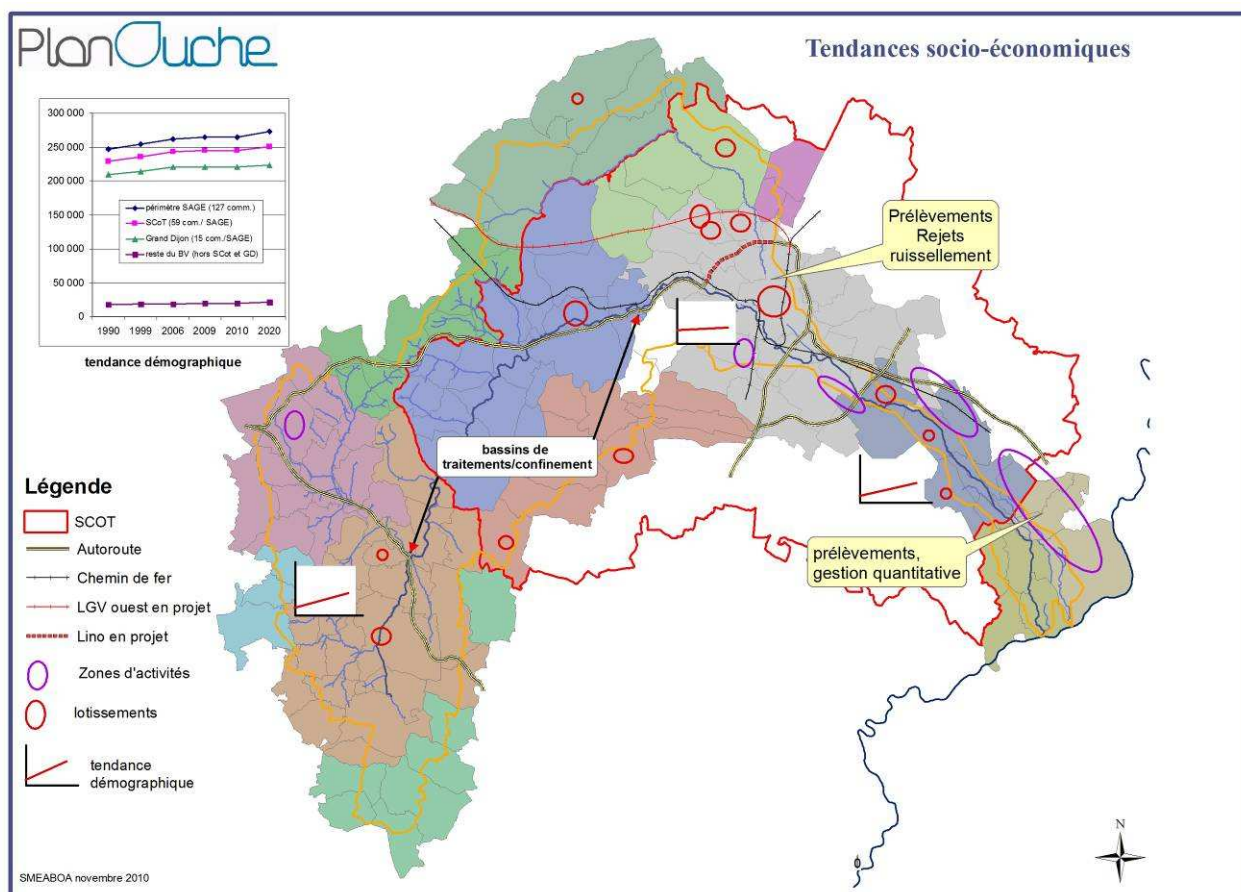 PlanOuche
Tendances socio-économiques
300 000
250 000
200 000
150 000
100 000
50 000
0
périmètre SAGE (127 comm.)
SCoT (59 com./ SAGE)
Grand Dijon (15 com./SAGE)
reste du BV (hors SCot et GD)
1990 1999 2006 2009 2010 2020
tendance démographique
Prélèvements
Rejets
ruissellement
bassins de
traitements/confinement
prélèvements,
gestion quantitative
Légende
SCOT
Autoroute
Chemin de fer
LGV ouest en projet
Lino en projet
Zones d'activités
lotissements
tendance
démographique
SMEABOA novembre 2010
N